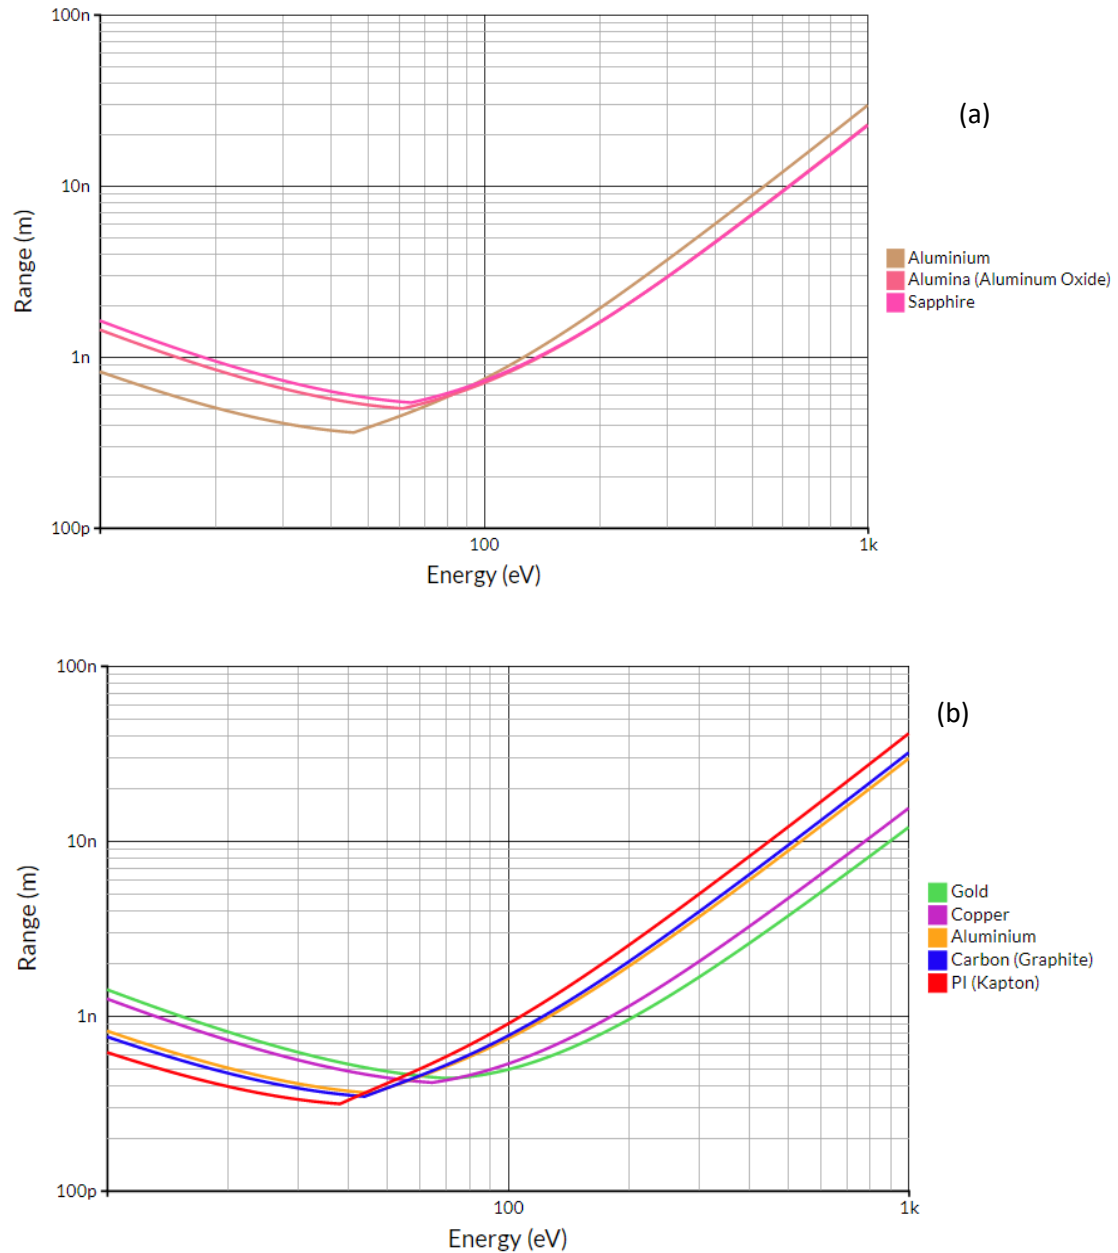 100n
(a)
10n
Range (m)
Aluminium
Alumina (Aluminum Oxide)
Sapphire
1n
100p
100
1k
Energy (eV)
100n
(b)
10n
Range (m)
Gold
Copper
Aluminium
Carbon (Graphite)
PI (Kapton)
1n
100p
100
1k
Energy (eV)